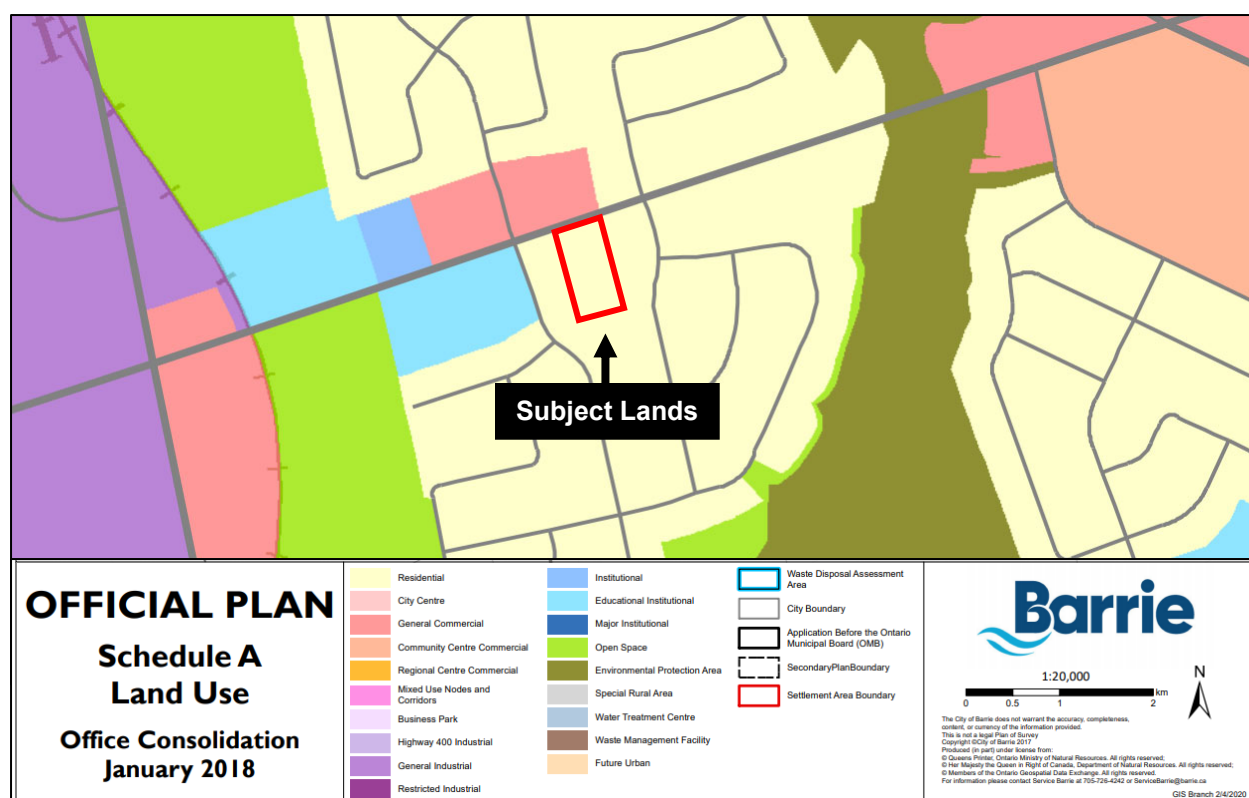 Subject Lands
OFFICIAL PLAN
Schedule A
Land Use
Office Consolidation
January 2018
Residential
City Centre
General Commercial
Community Centre Commercial
Regional Centre Commercial
Mixed Use Nodes and
Corridors
Business Park
Highway 400 Industrial
General Industrial
Restricted Industrial
Institutional
Educational Institutional
Major Institutional
Open Space
Environmental Protection Area
Special Rural Area
Water Treatment Centre
Waste Management Facility
Future Urban
Waste Disposal Assessment
Area
City Boundary
Application Before the Ontario
Municipal Board (OMB)
SecondaryPlanBoundary
Settlement Area Boundary
Barrie
1:20,000
N
km
0 0.5 1 2
The City of Barrie does not warrant the accuracy, completeness,
content, or currency of the information provided.
This is not a legal Plan of Survey
Copyright ©City of Barrie 2017
Produced (in part) under license from:
© Queens Printer, Ontario Ministry of Natural Resources. All rights reserved;
© Her Majesty the Queen in Right of Canada, Department of Natural Resources. All rights reserved;
© Members of the Ontario Geospatial Data Exchange. All rights reserved.
For information please contact Service Barrie at 705-726-4242 or ServiceBarrie@barrie.ca
GIS Branch 2/4/2020